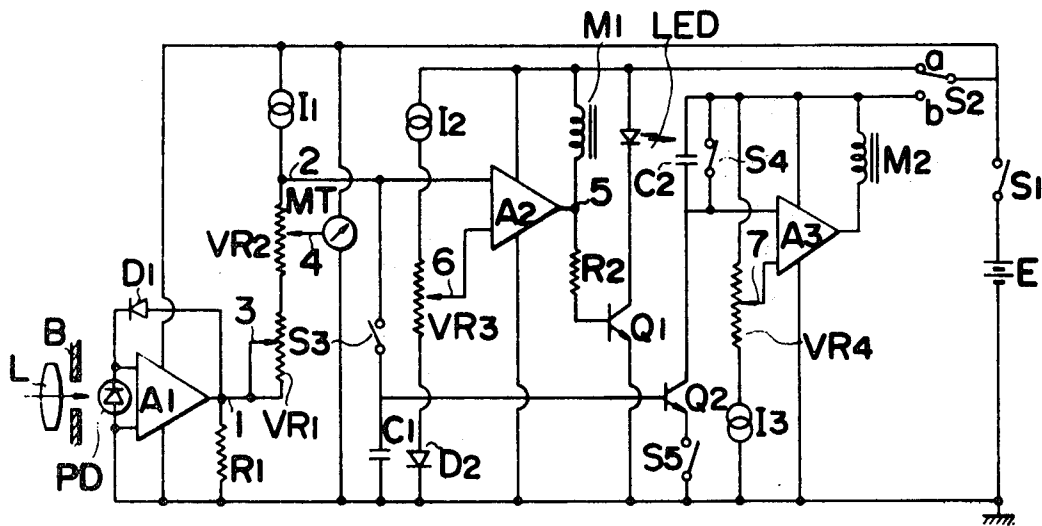 M1 LED
a
I1 I2 b S2
2 C2 S4 M2
MT A2 5 S1
VR2 4 A3
D1 6 R2 7 E
3 S3 VR3 Q1
B VR4
L
A1 1 VR1 C1 Q2 I3
PD R1 D2 S5